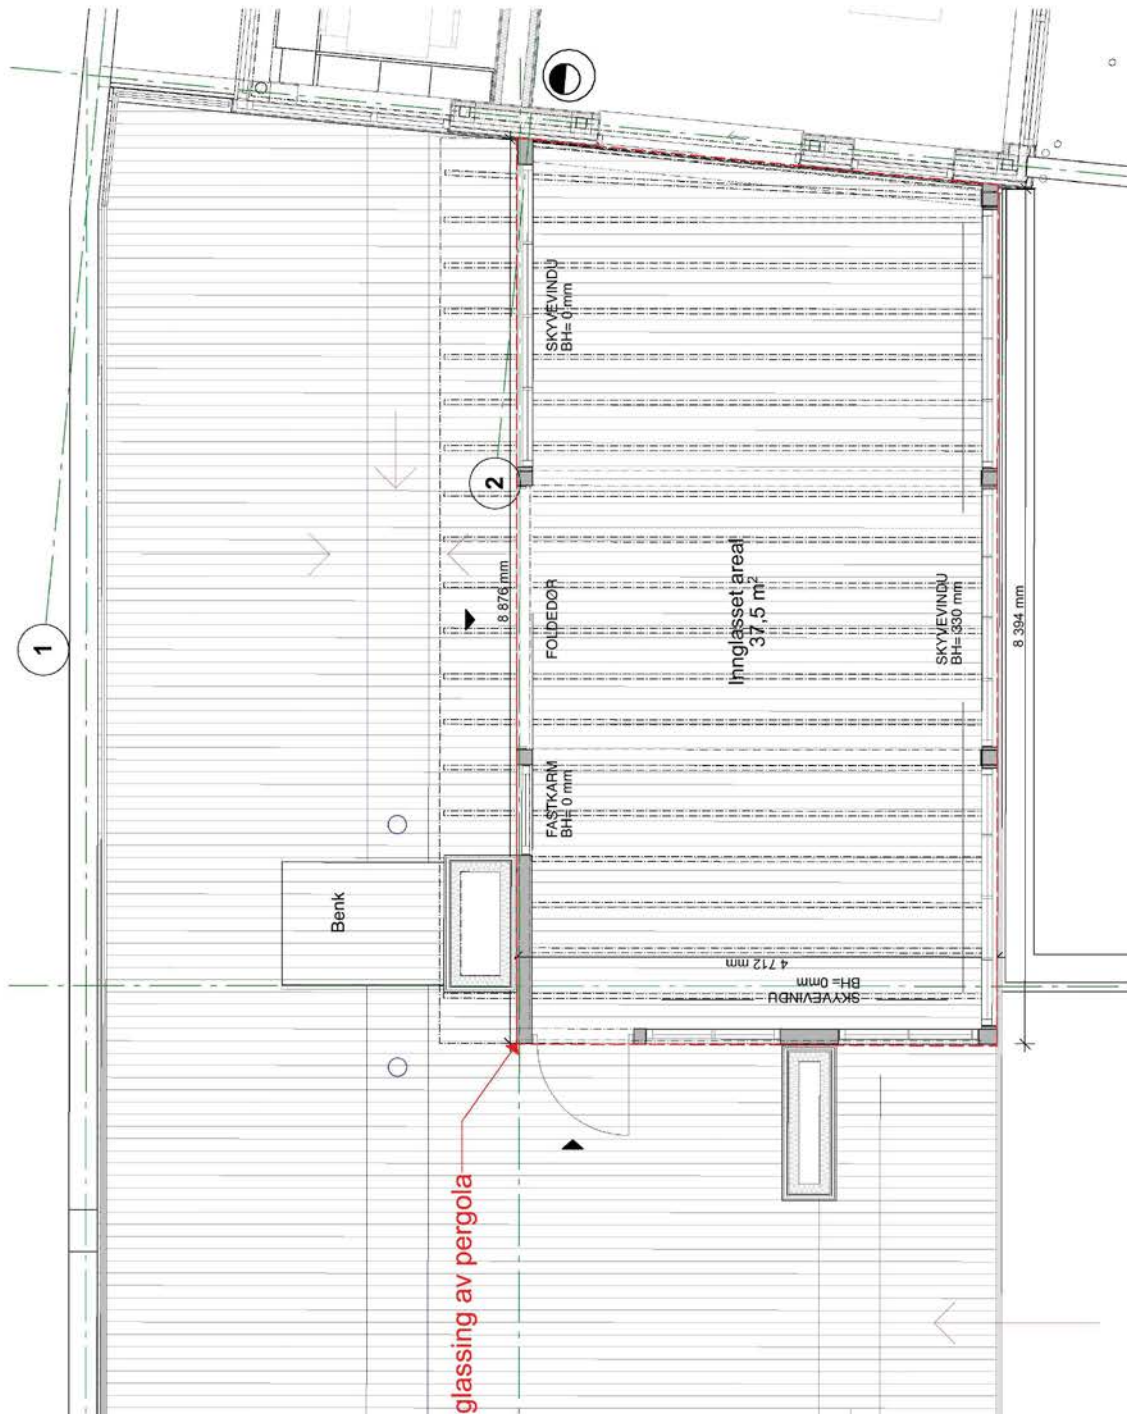 1
2
SKYVEVINDU
BH= 0 mm
8 876 mm
FOLDEDØR
Innglasset areal
37,5 m²
SKYVEVINDU
BH= 330 mm
8 394 mm
FASTKARM
BH= 0 mm
Benk
4 712 mm
BH= 0mm
SKYVEVINDU
glassing av pergola